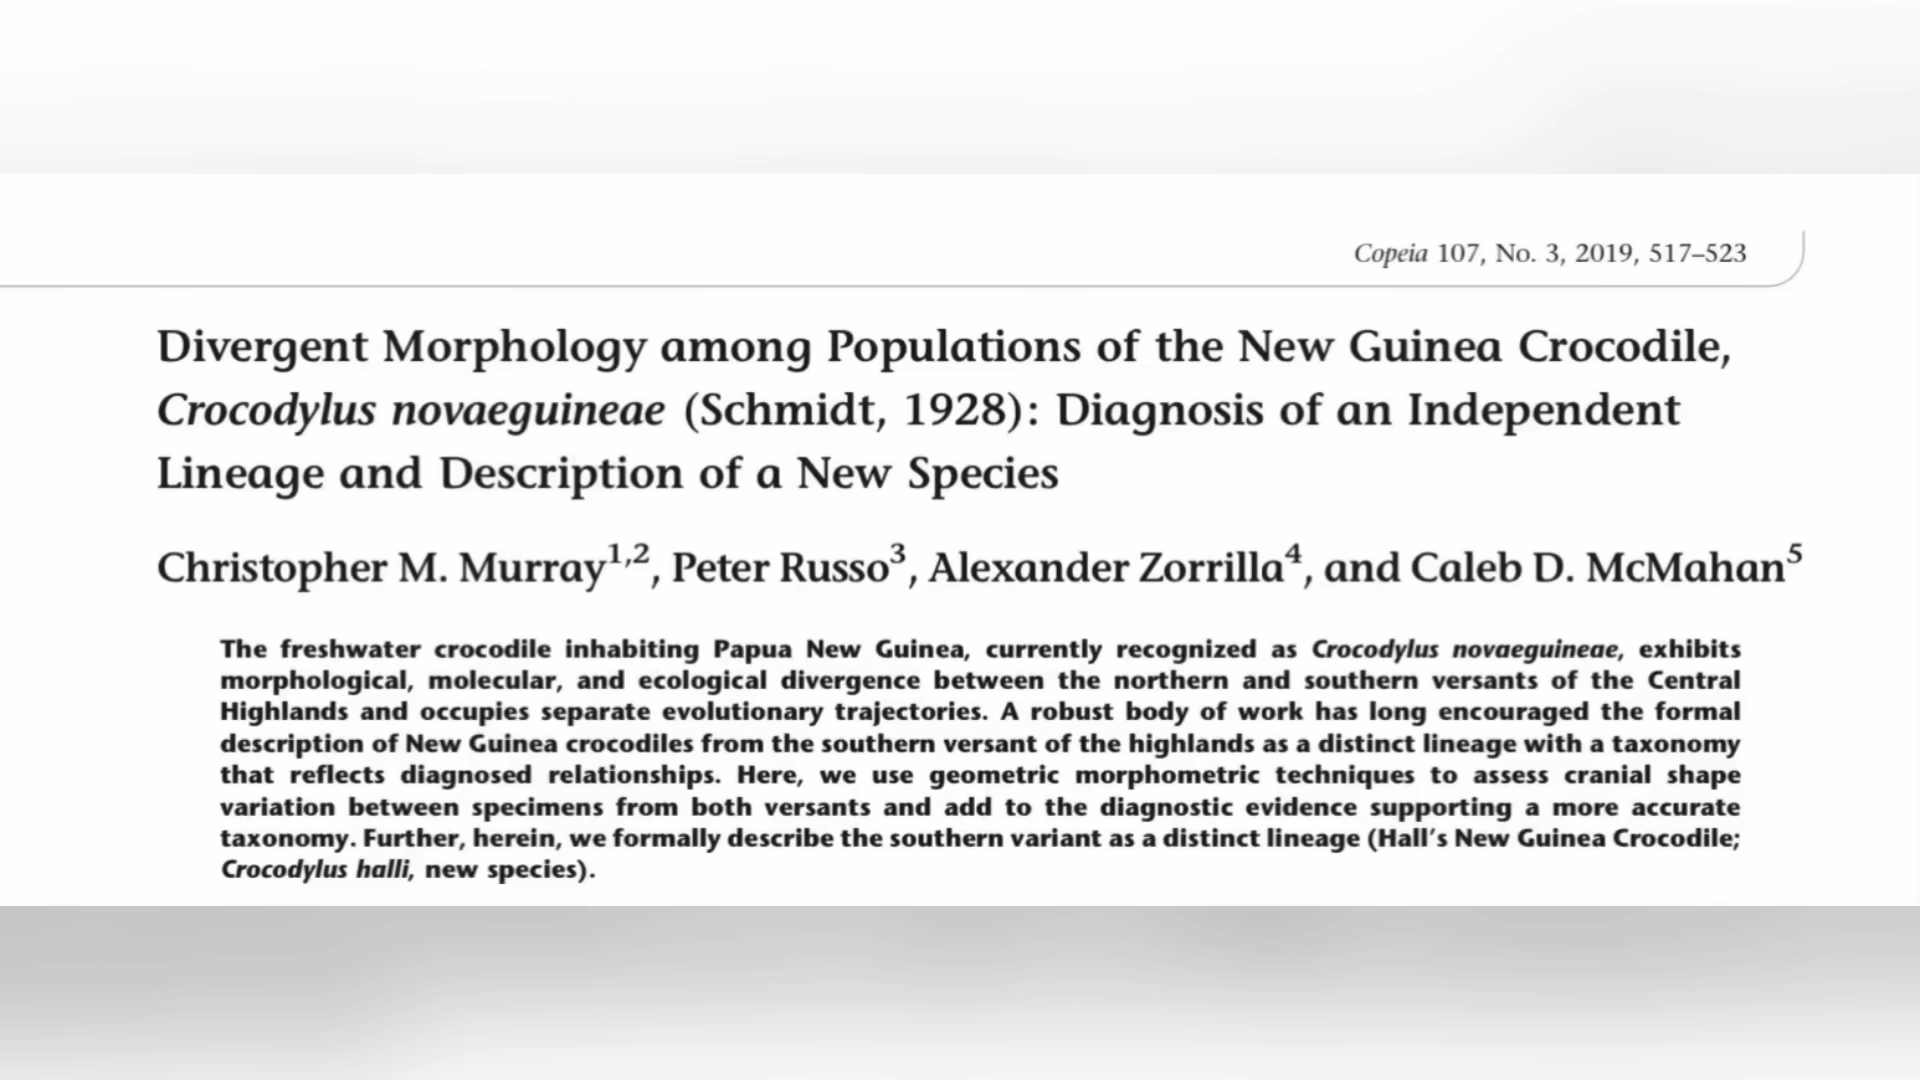 Copeia 107, No. 3, 2019, 517–523
Divergent Morphology among Populations of the New Guinea Crocodile,
Crocodylus novaeguineae (Schmidt, 1928): Diagnosis of an Independent
Lineage and Description of a New Species
Christopher M. Murray1,2, Peter Russo3, Alexander Zorrilla4, and Caleb D. McMahan5
The freshwater crocodile inhabiting Papua New Guinea, currently recognized as Crocodylus novaeguineae, exhibits
morphological, molecular, and ecological divergence between the northern and southern versants of the Central
Highlands and occupies separate evolutionary trajectories. A robust body of work has long encouraged the formal
description of New Guinea crocodiles from the southern versant of the highlands as a distinct lineage with a taxonomy
that reflects diagnosed relationships. Here, we use geometric morphometric techniques to assess cranial shape
variation between specimens from both versants and add to the diagnostic evidence supporting a more accurate
taxonomy. Further, herein, we formally describe the southern variant as a distinct lineage (Hall's New Guinea Crocodile;
Crocodylus halli, new species).